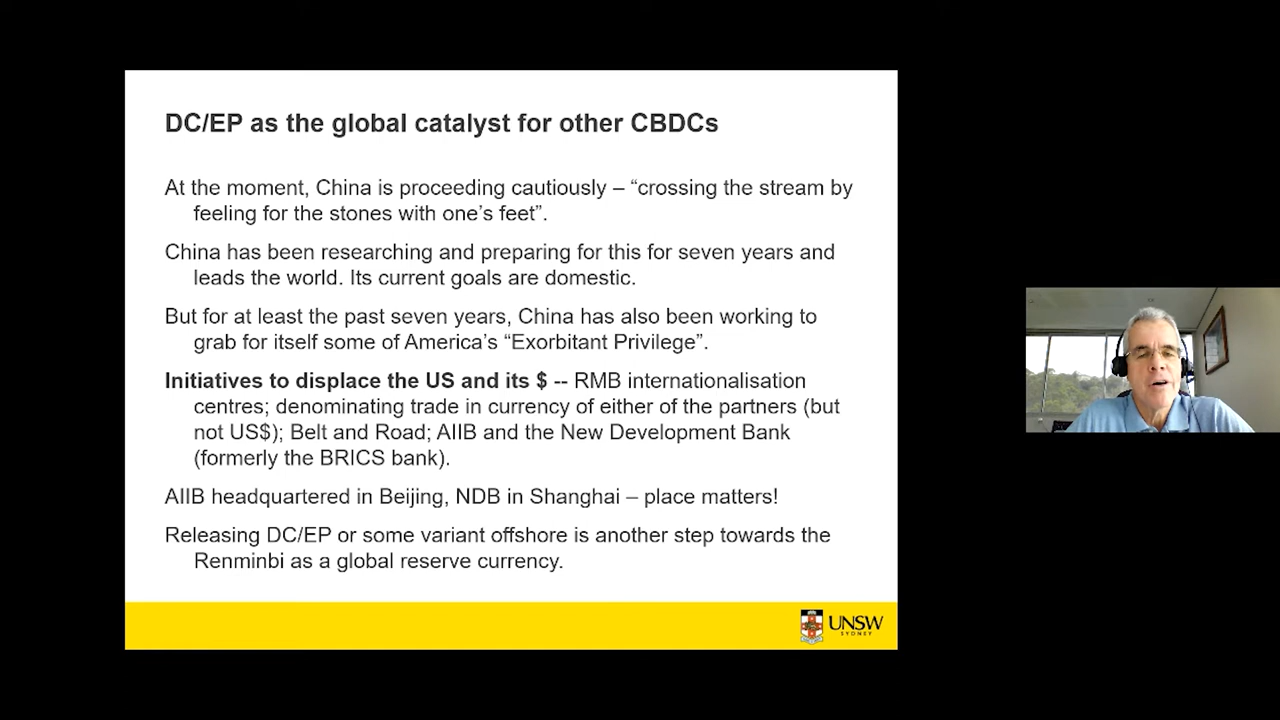 DC/EP as the global catalyst for other CBDCs
At the moment, China is proceeding cautiously – “crossing the stream by
feeling for the stones with one’s feet”.
China has been researching and preparing for this for seven years and
leads the world. Its current goals are domestic.
But for at least the past seven years, China has also been working to
grab for itself some of America’s “Exorbitant Privilege”.
Initiatives to displace the US and its $ -- RMB internationalisation
centres; denominating trade in currency of either of the partners (but
not US$); Belt and Road; AIIB and the New Development Bank
(formerly the BRICS bank).
AIIB headquartered in Beijing, NDB in Shanghai – place matters!
Releasing DC/EP or some variant offshore is another step towards the
Renminbi as a global reserve currency.
UNSW
SYDNEY